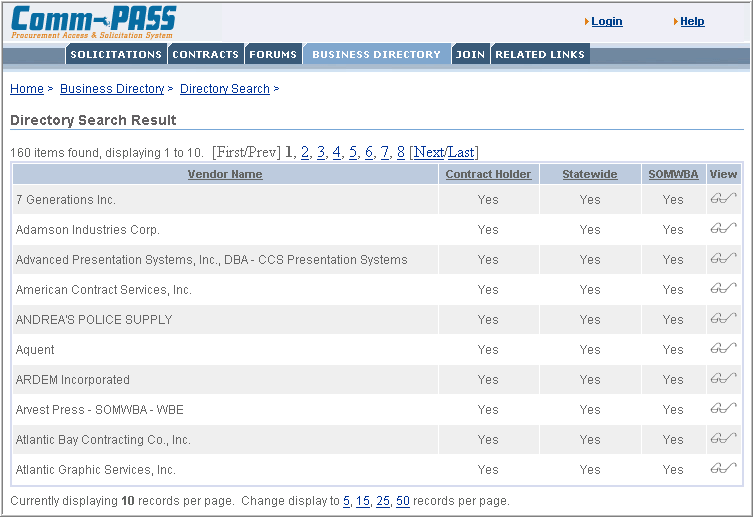 Comm-PASS
Procurement Access & Solicitation System
Login Help
SOLICITATIONS CONTRACTS FORUMS BUSINESS DIRECTORY JOIN RELATED LINKS
Home > Business Directory > Directory Search >
Directory Search Result
160 items found, displaying 1 to 10. [First/Prev] 1, 2, 3, 4, 5, 6, 7, 8 [Next/Last]
Vendor Name Contract Holder Statewide SOMWBA View
7 Generations Inc. Yes Yes Yes
Adamson Industries Corp. Yes Yes Yes
Advanced Presentation Systems, Inc., DBA - CCS Presentation Systems Yes Yes Yes
American Contract Services, Inc. Yes Yes Yes
ANDREA'S POLICE SUPPLY Yes Yes Yes
Aquent Yes Yes Yes
ARDEM Incorporated Yes Yes Yes
Arvest Press - SOMWBA - WBE Yes Yes Yes
Atlantic Bay Contracting Co., Inc. Yes Yes Yes
Atlantic Graphic Services, Inc. Yes Yes Yes
Currently displaying 10 records per page. Change display to 5, 15, 25, 50 records per page.